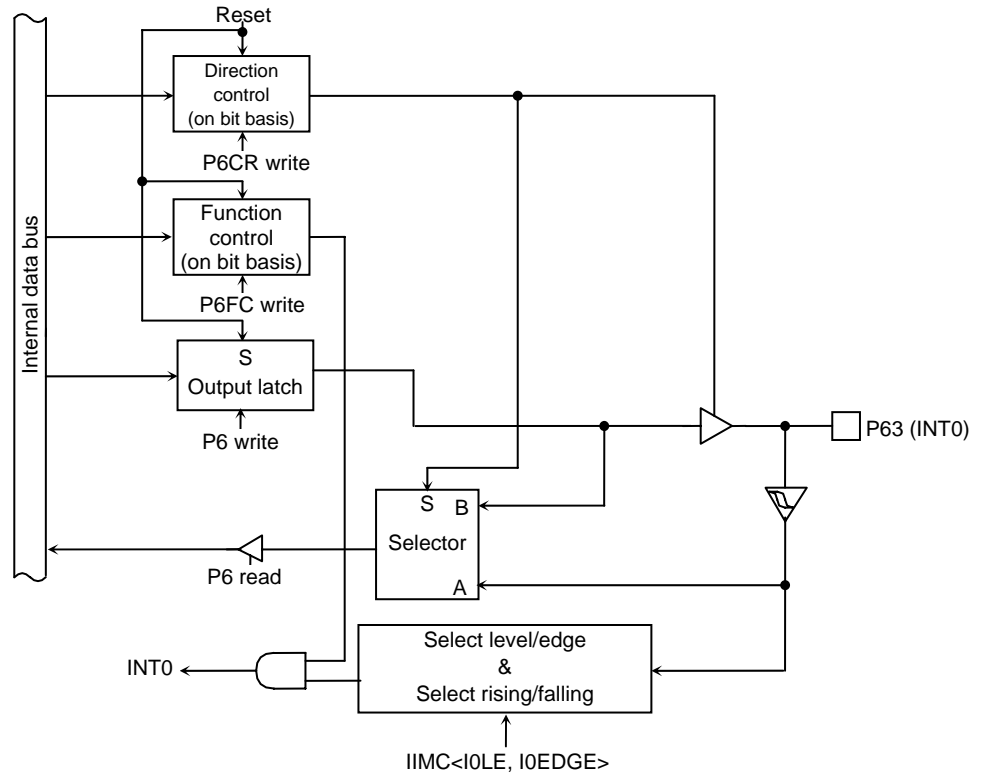 Reset
Direction
control
(on bit basis)
P6CR write
Internal data bus
Function
control
(on bit basis)
P6FC write
S
Output latch
P6 write
P63 (INT0)
S
B
Selector
A
P6 read
Select level/edge
&
Select rising/falling
INT0
IIMC<I0LE, I0EDGE>